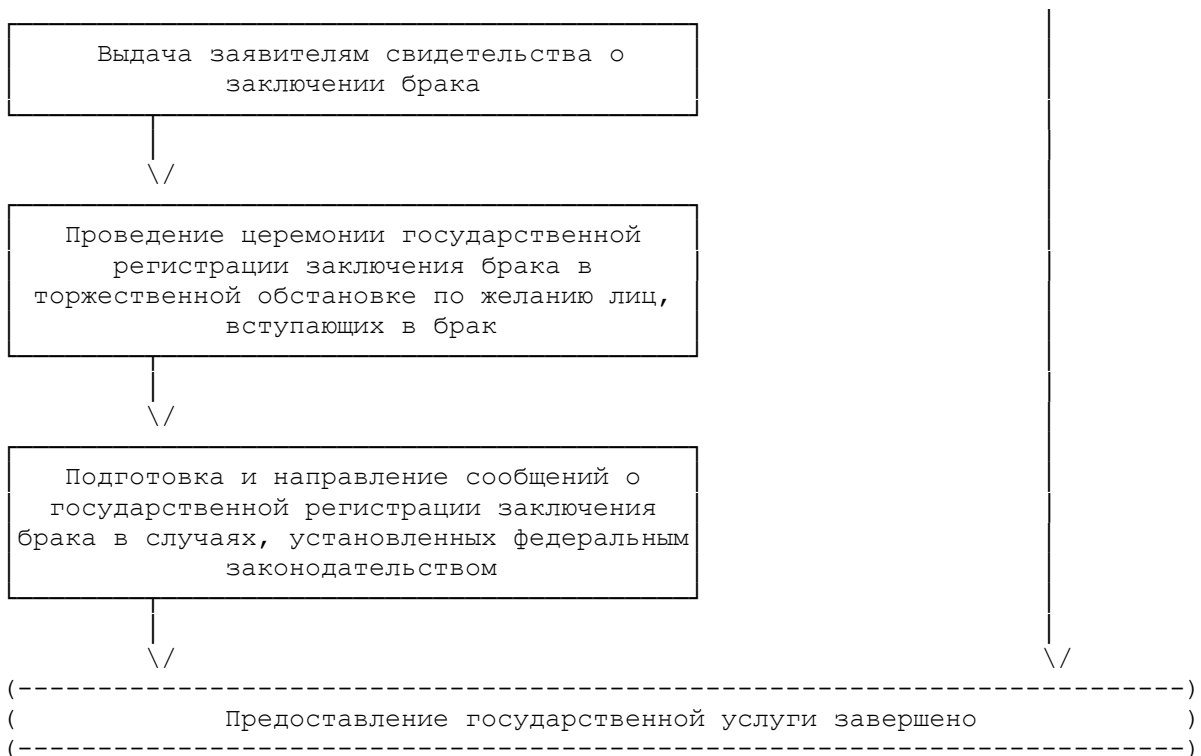 Выдача заявителям свидетельства о
заключении брака
\/
Проведение церемонии государственной
регистрации заключения брака в
торжественной обстановке по желанию лиц,
вступающих в брак
\/
Подготовка и направление сообщений о
государственной регистрации заключения
брака в случаях, установленных федеральным
законодательством
\/ \/
(-------------------------------------------------------------------------)
( Предоставление государственной услуги завершено )
(-------------------------------------------------------------------------)